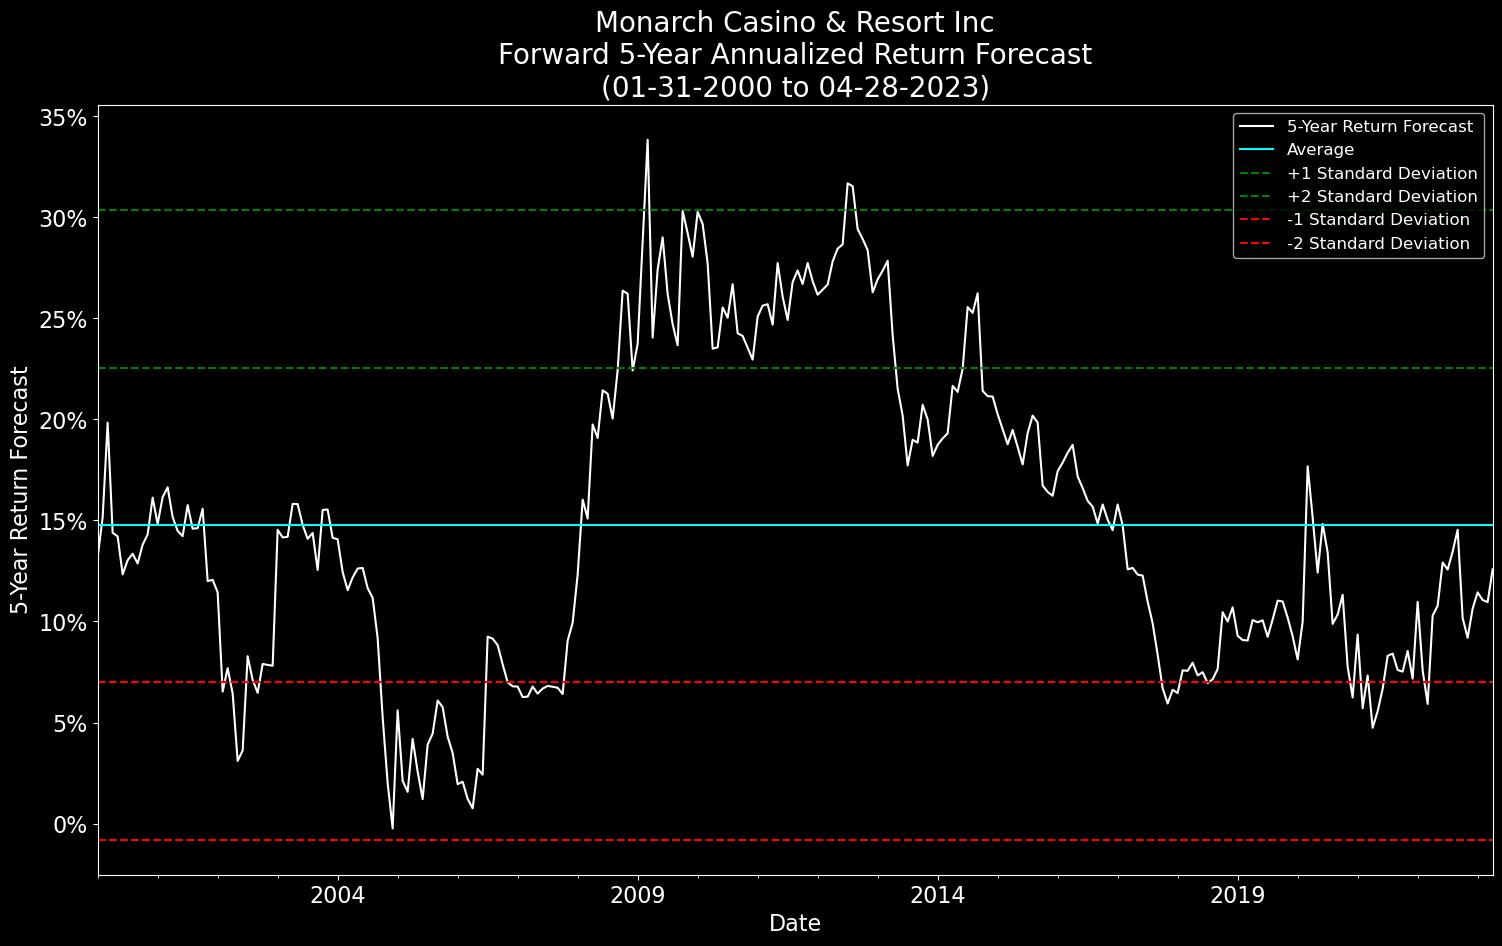 Monarch Casino & Resort Inc
Forward 5-Year Annualized Return Forecast
(01-31-2000 to 04-28-2023)
35%
30%
25%
20%
15%
10%
5%
0%
5-Year Return Forecast
5-Year Return Forecast
Average
+1 Standard Deviation
+2 Standard Deviation
-1 Standard Deviation
-2 Standard Deviation
2004
2009
2014
2019
Date